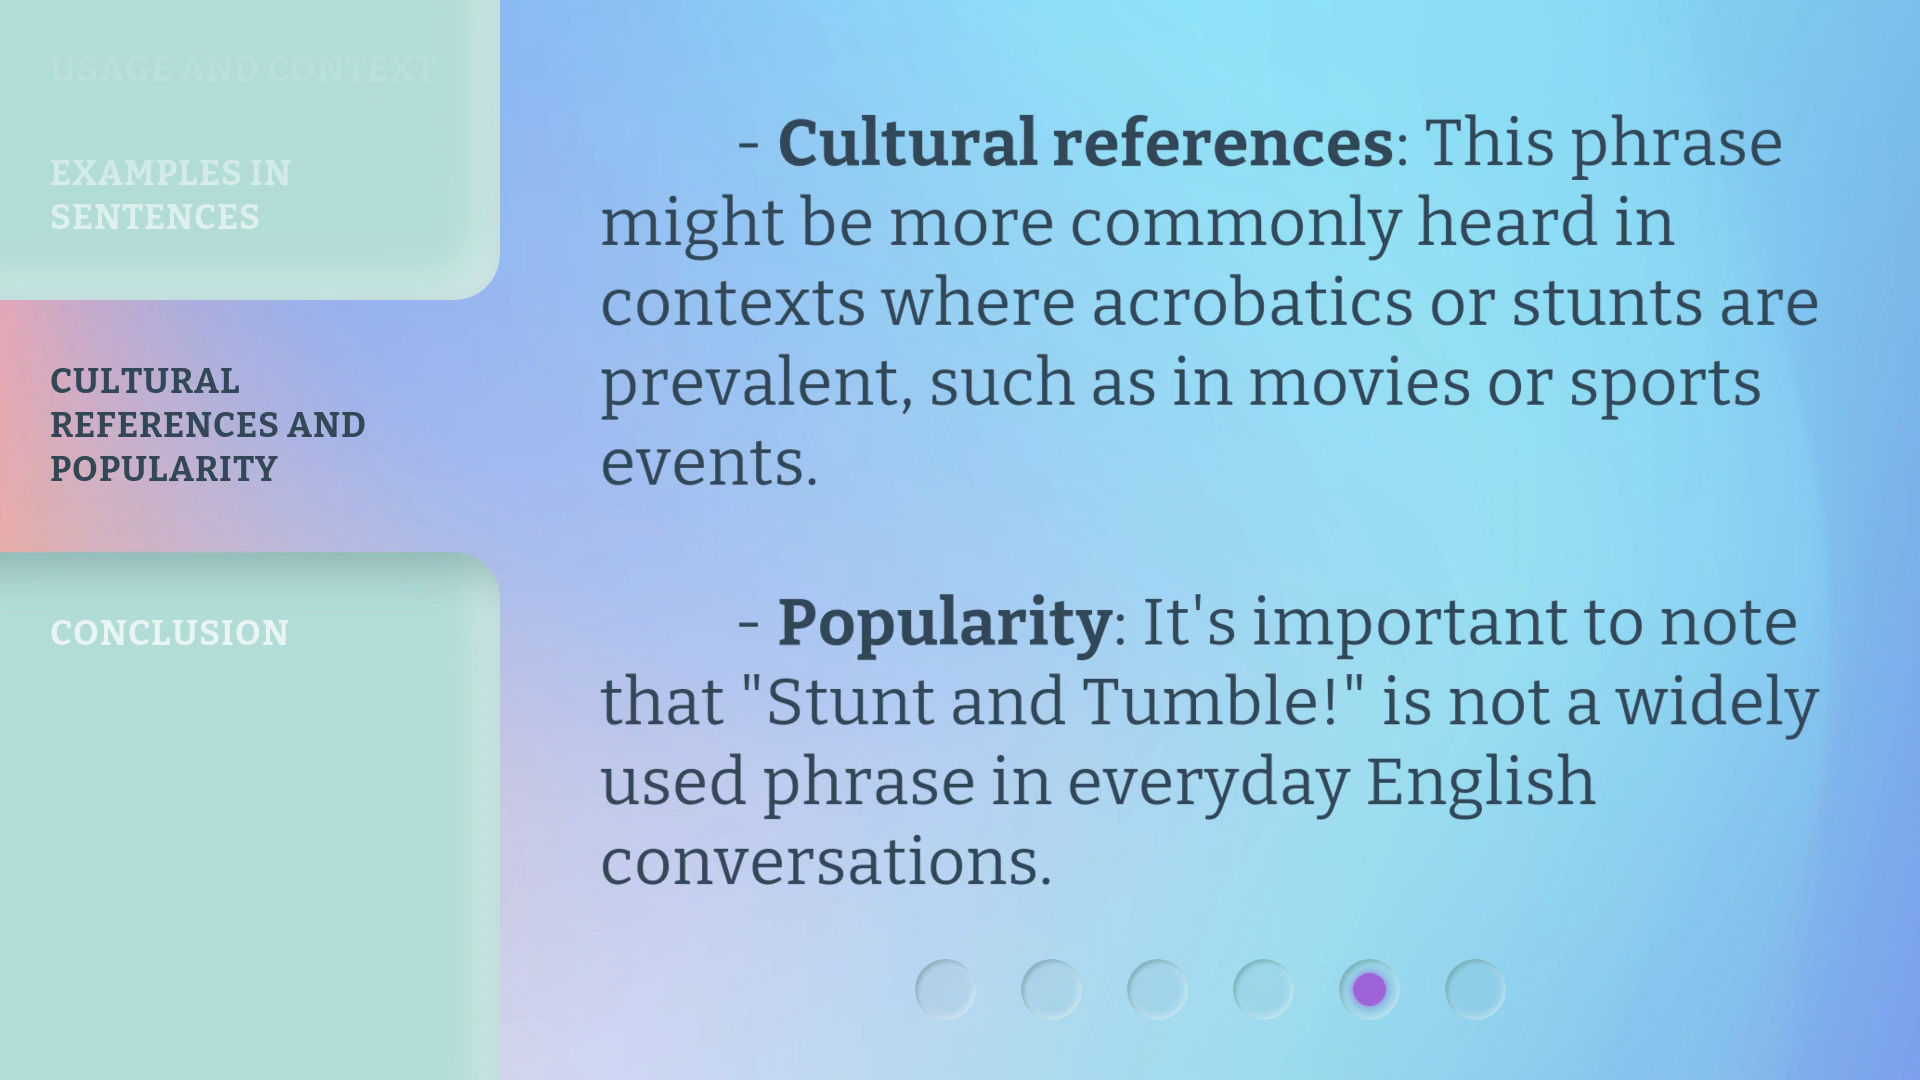 USAGE AND CONTEXT
EXAMPLES IN
SENTENCES
CULTURAL
REFERENCES AND
POPULARITY
CONCLUSION
- Cultural references: This phrase
might be more commonly heard in
contexts where acrobatics or stunts are
prevalent, such as in movies or sports
events.
- Popularity: It's important to note
that "Stunt and Tumble!" is not a widely
used phrase in everyday English
conversations.